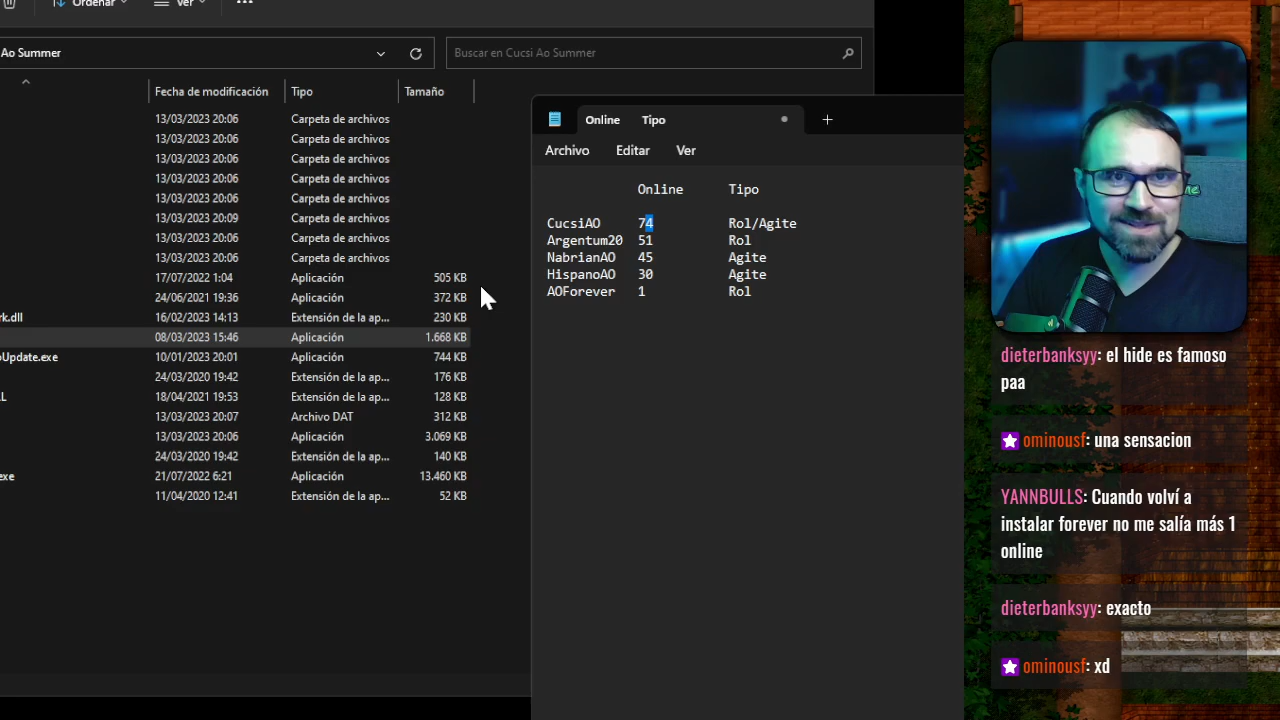 Ordenar
Ver
Ao Summer
Buscar en Cucsi Ao Summer
Fecha de modificación Tipo Tamaño
13/03/2023 20:06 Carpeta de archivos
13/03/2023 20:06 Carpeta de archivos
13/03/2023 20:06 Carpeta de archivos
13/03/2023 20:06 Carpeta de archivos
13/03/2023 20:06 Carpeta de archivos
13/03/2023 20:09 Carpeta de archivos
13/03/2023 20:06 Carpeta de archivos
13/03/2023 20:06 Carpeta de archivos
17/07/2022 1:04 Aplicación 505 KB
24/06/2021 19:36 Aplicación 372 KB
rk.dll 16/02/2023 14:13 Extensión de la ap... 230 KB
08/03/2023 15:46 Aplicación 1.668 KB
oUpdate.exe 10/01/2023 20:01 Aplicación 744 KB
24/03/2020 19:42 Extensión de la ap... 176 KB
L 18/04/2021 19:53 Extensión de la ap... 128 KB
13/03/2023 20:07 Archivo DAT 312 KB
13/03/2023 20:06 Aplicación 3.069 KB
24/03/2020 19:42 Extensión de la ap... 140 KB
exe 21/07/2022 6:21 Aplicación 13.460 KB
11/04/2020 12:41 Extensión de la ap... 52 KB
Online Tipo
Archivo Editar Ver
Online Tipo
CucsiAO 74 Rol/Agite
Argentum20 51 Rol
NabrianAO 45 Agite
HispanoAO 30 Agite
AOForever 1 Rol
dieterbanksyy: el hide es famoso
paa
ominousf: una sensacion
YANNBULLS: Cuando volví a
instalar forever no me salía más 1
online
dieterbanksyy: exacto
ominousf: xd